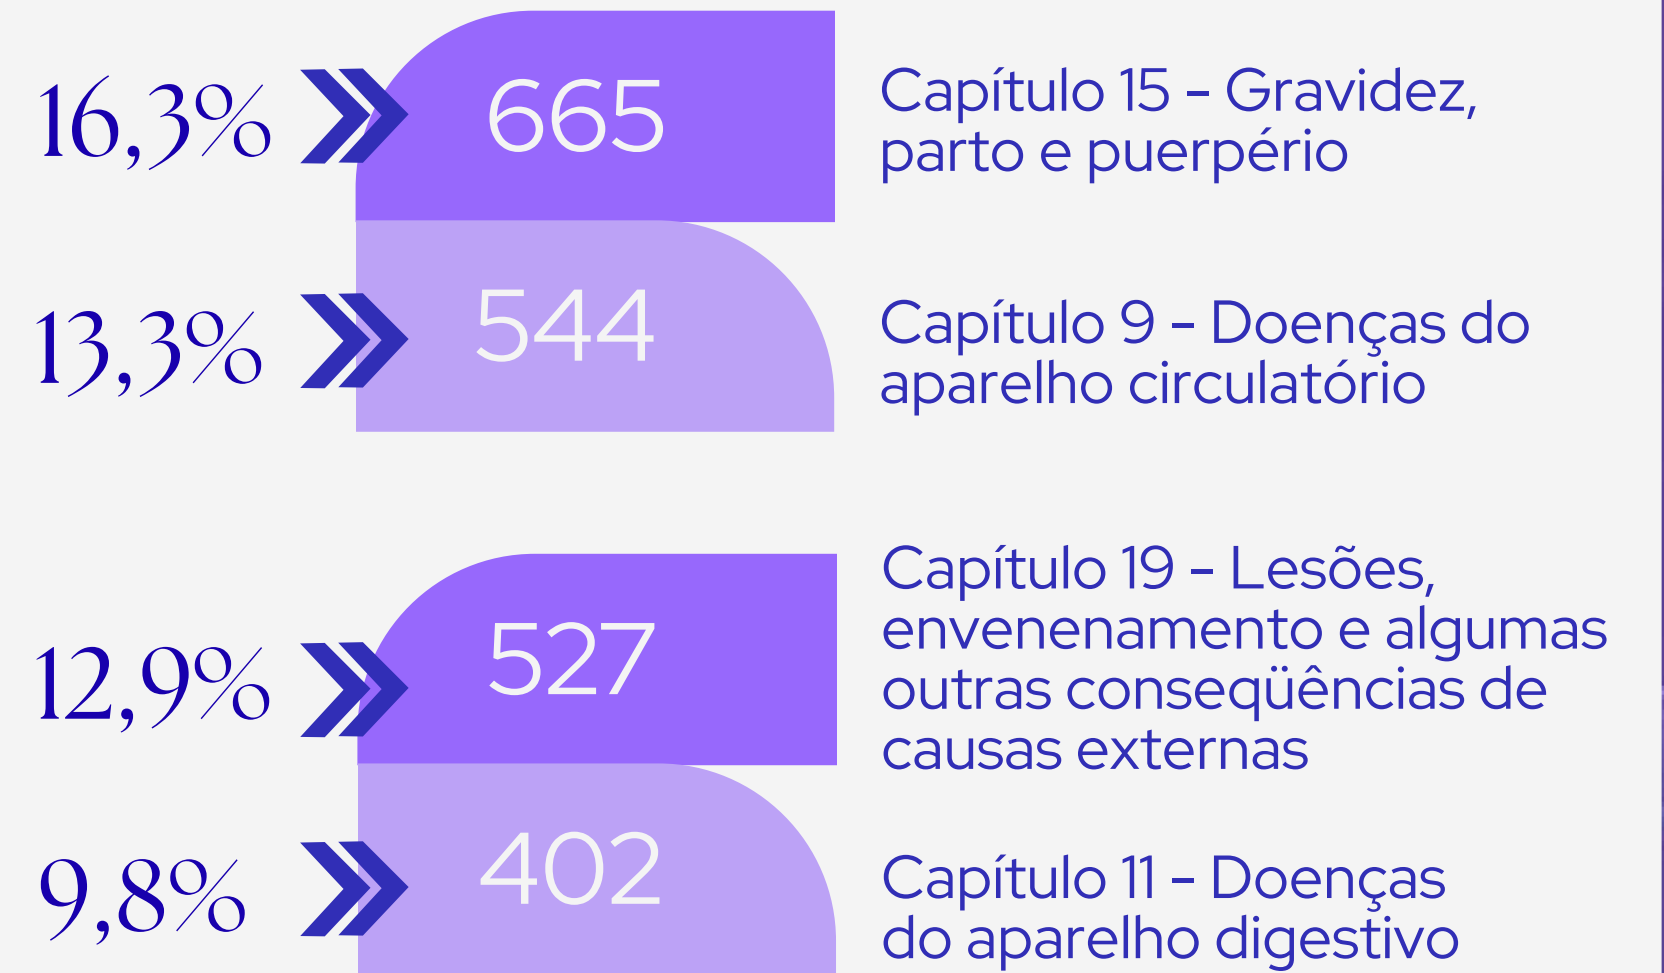 16,3%
665
Capítulo 15 - Gravidez,
parto e puerpério
13,3%
544
Capítulo 9 - Doenças do
aparelho circulatório
12,9%
527
Capítulo 19 - Lesões,
envenenamento e algumas
outras conseqüências de
causas externas
9,8%
402
Capítulo 11 - Doenças
do aparelho digestivo